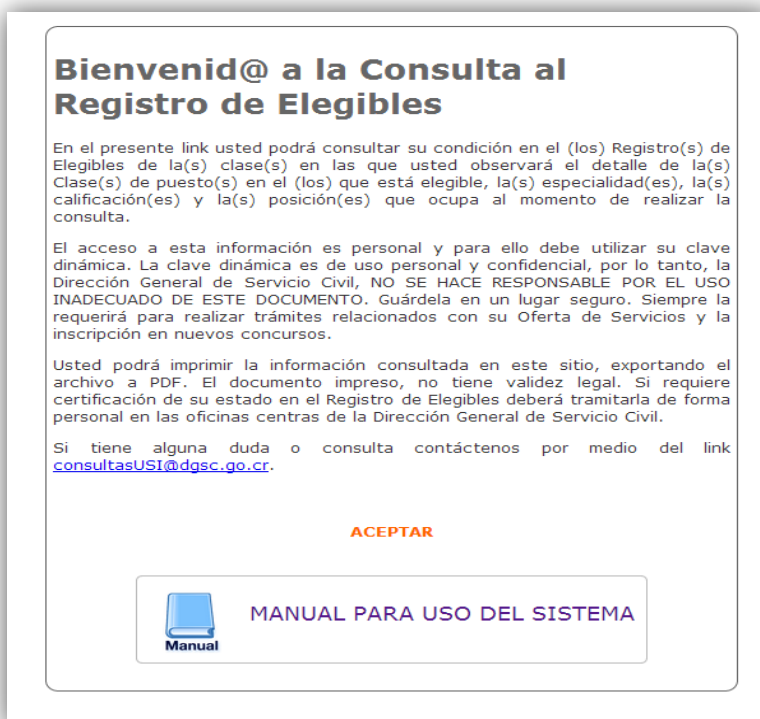 Bienvenid@ a la Consulta al
Registro de Elegibles
En el presente link usted podrá consultar su condición en el (los) Registro(s) de
Elegibles de la(s) clase(s) en las que usted observará el detalle de la(s)
Clase(s) de puesto(s) en el (los) que está elegible, la(s) especialidad(es), la(s)
calificación(es) y la(s) posición(es) que ocupa al momento de realizar la
consulta.
El acceso a esta información es personal y para ello debe utilizar su clave
dinámica. La clave dinámica es de uso personal y confidencial, por lo tanto, la
Dirección General de Servicio Civil, NO SE HACE RESPONSABLE POR EL USO
INADECUADO DE ESTE DOCUMENTO. Guárdela en un lugar seguro. Siempre la
requerirá para realizar trámites relacionados con su Oferta de Servicios y la
inscripción en nuevos concursos.
Usted podrá imprimir la información consultada en este sitio, exportando el
archivo a PDF. El documento impreso, no tiene validez legal. Si requiere
certificación de su estado en el Registro de Elegibles deberá tramitarla de forma
personal en las oficinas centras de la Dirección General de Servicio Civil.
Si tiene alguna duda o consulta contáctenos por medio del link
consultasUSI@dgsc.go.cr.
ACEPTAR
MANUAL PARA USO DEL SISTEMA
Manual